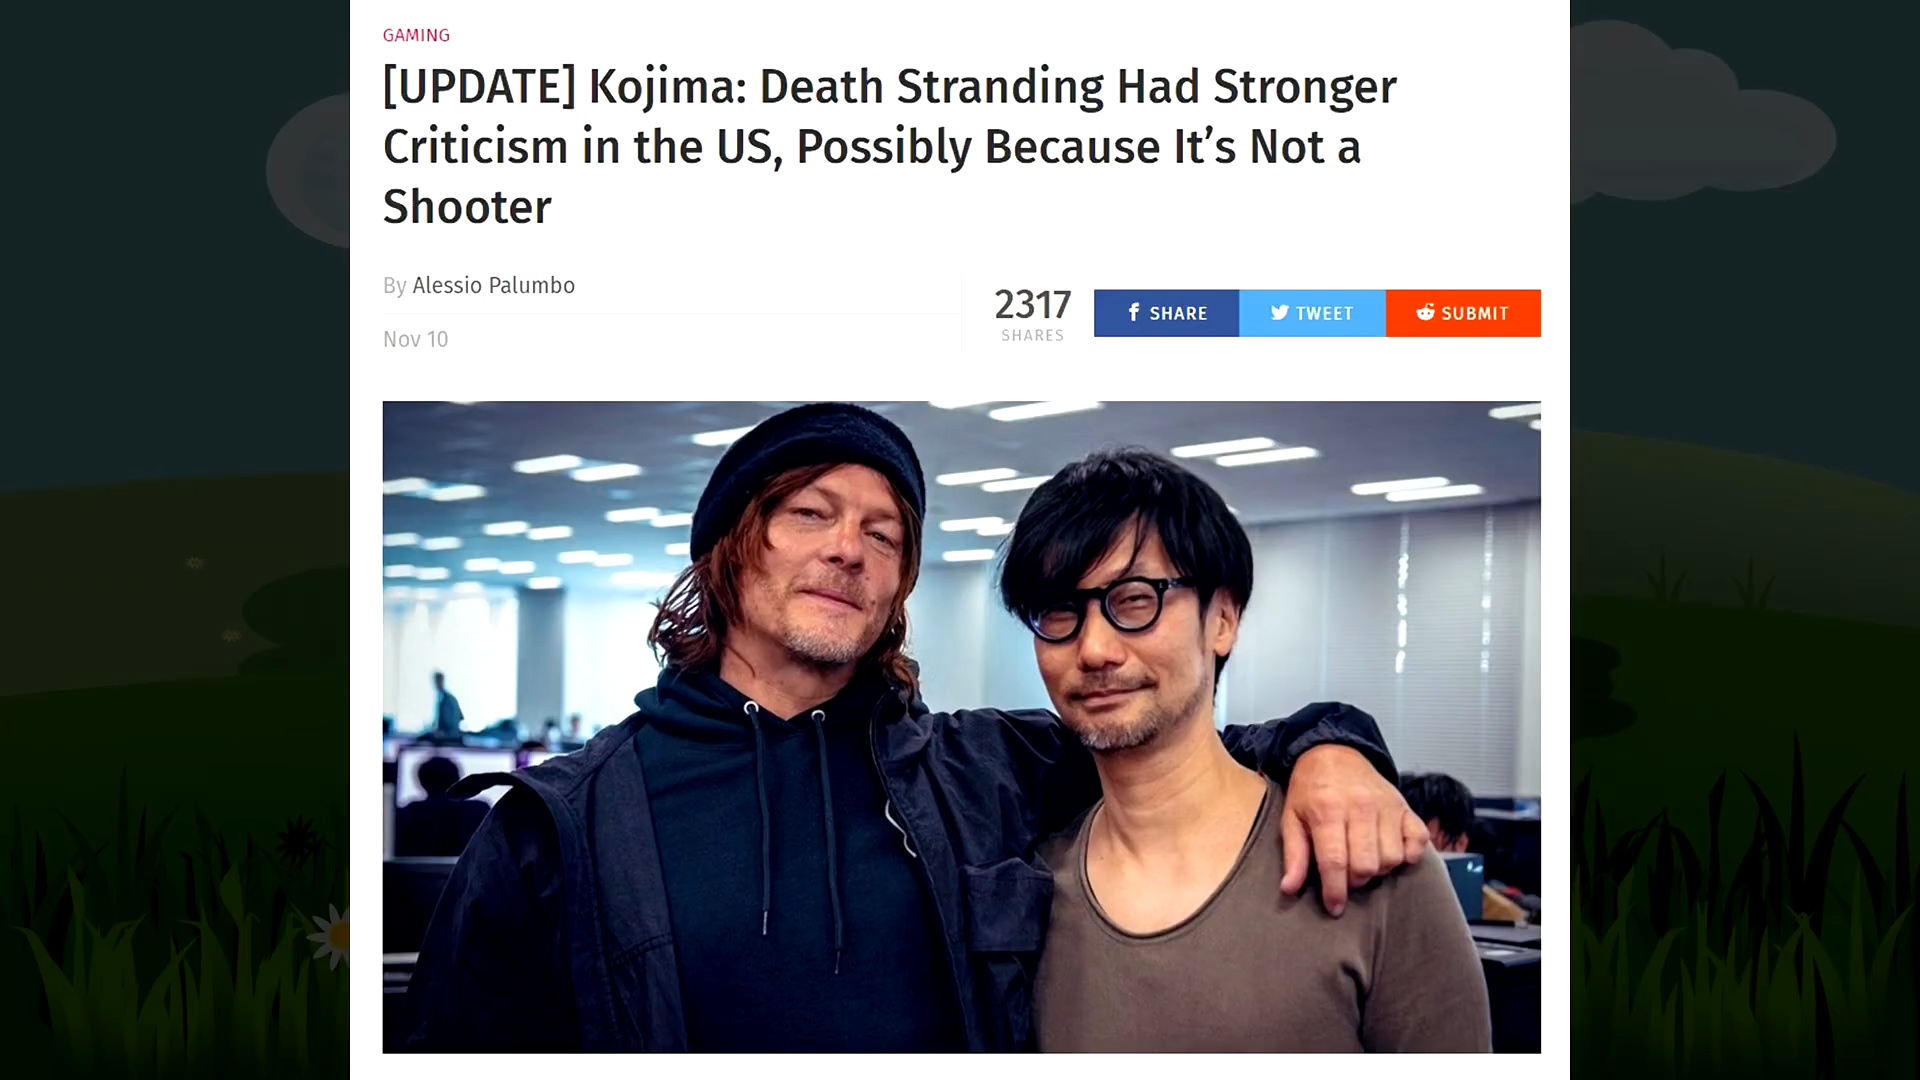 GAMING
[UPDATE] Kojima: Death Stranding Had Stronger
Criticism in the US, Possibly Because It’s Not a
Shooter
By Alessio Palumbo
Nov 10
2317
SHARES
SHARE
TWEET
SUBMIT